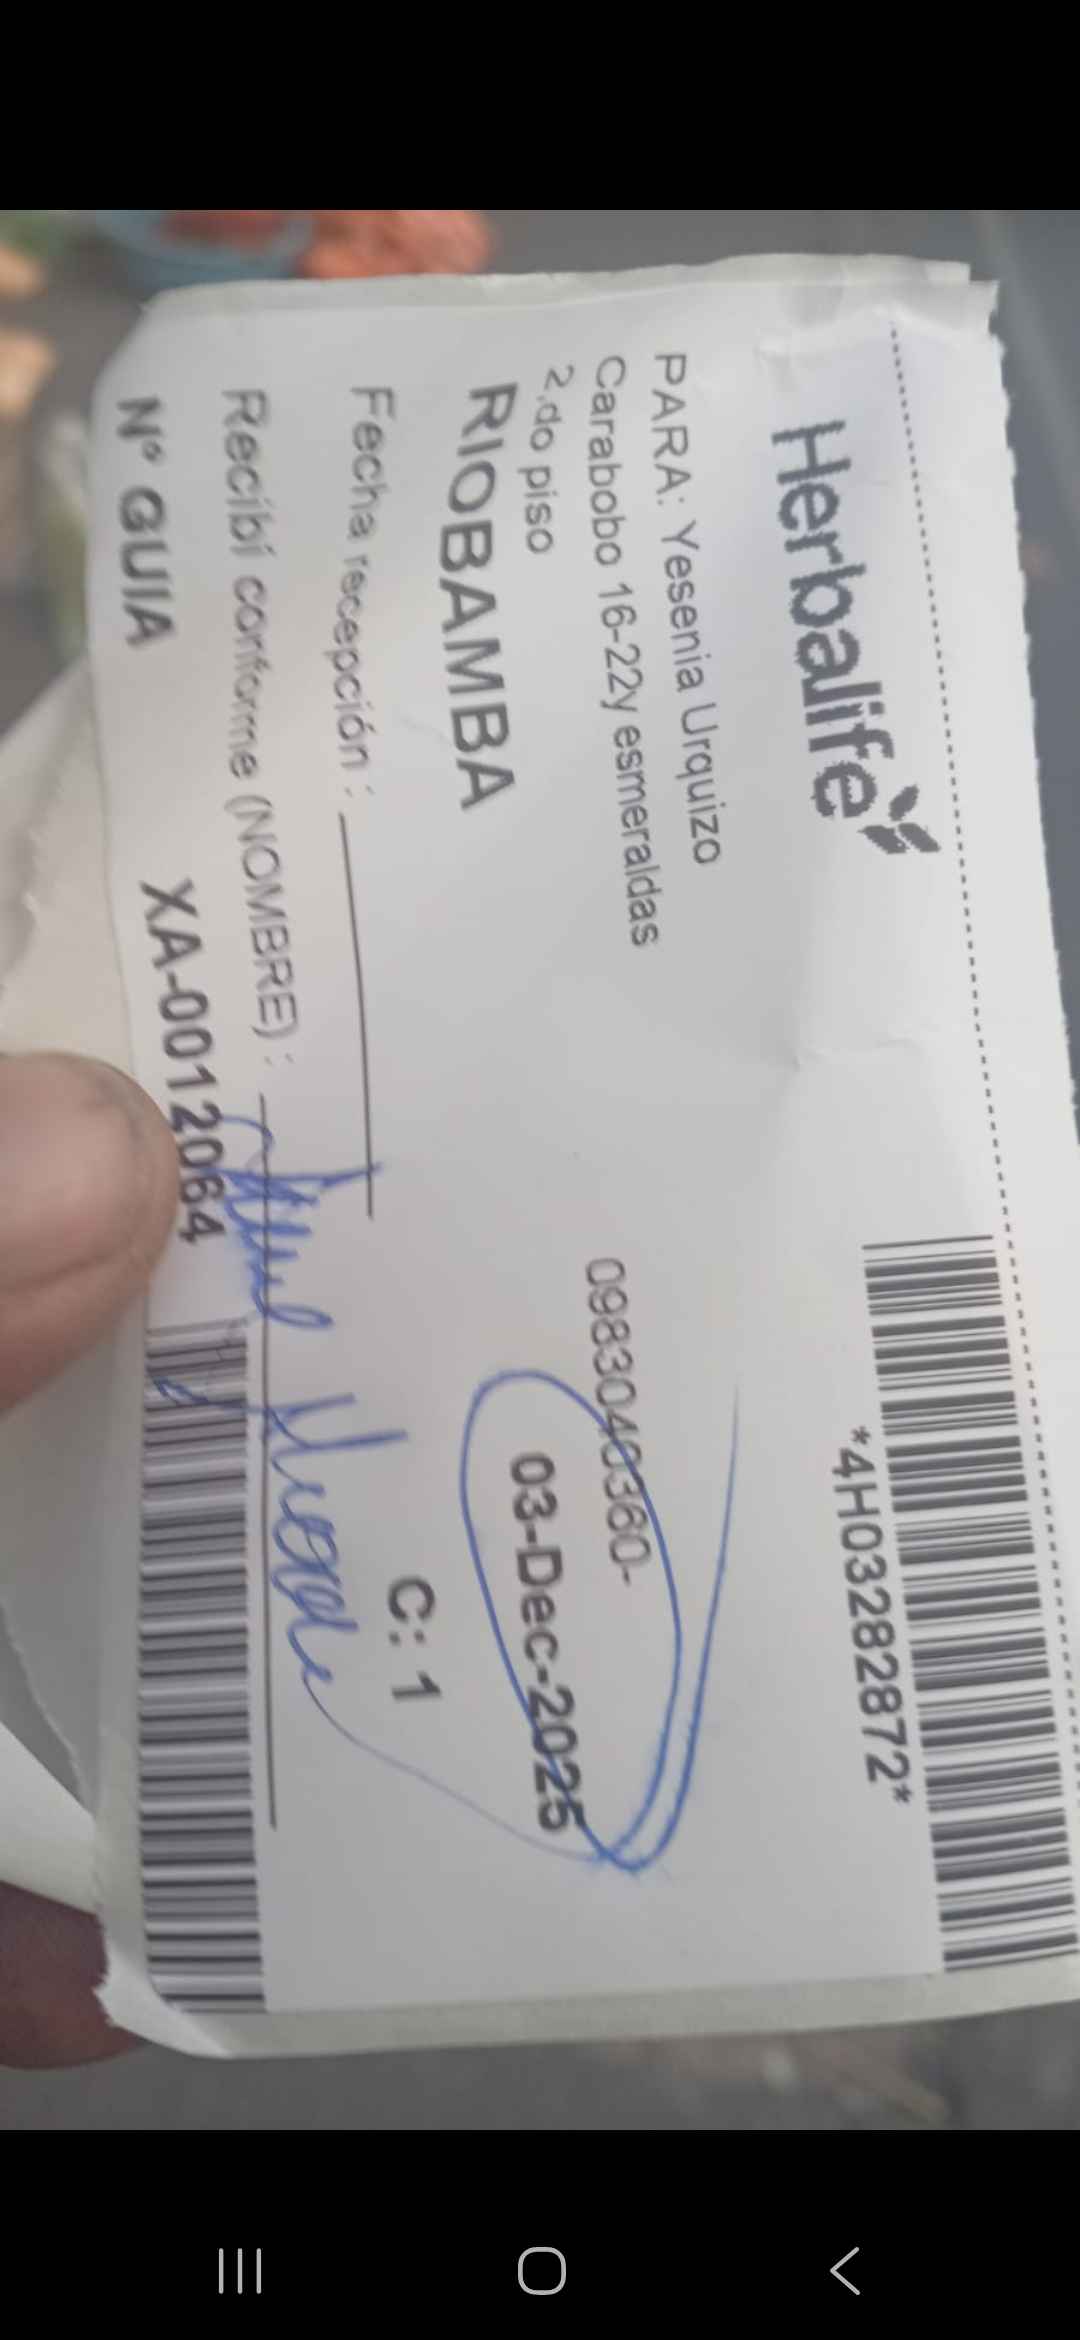 Herbalife
*4H03282872*
PARA: Yesenia Urquizo
Carabobo 16-22y esmeraldas
0983040360-
2.do piso
RIOBAMBA
03-Dec-2025
Fecha recepción :
C: 1
Recibí conforme (NOMBRE) :
N° GUIA
XA-0012064